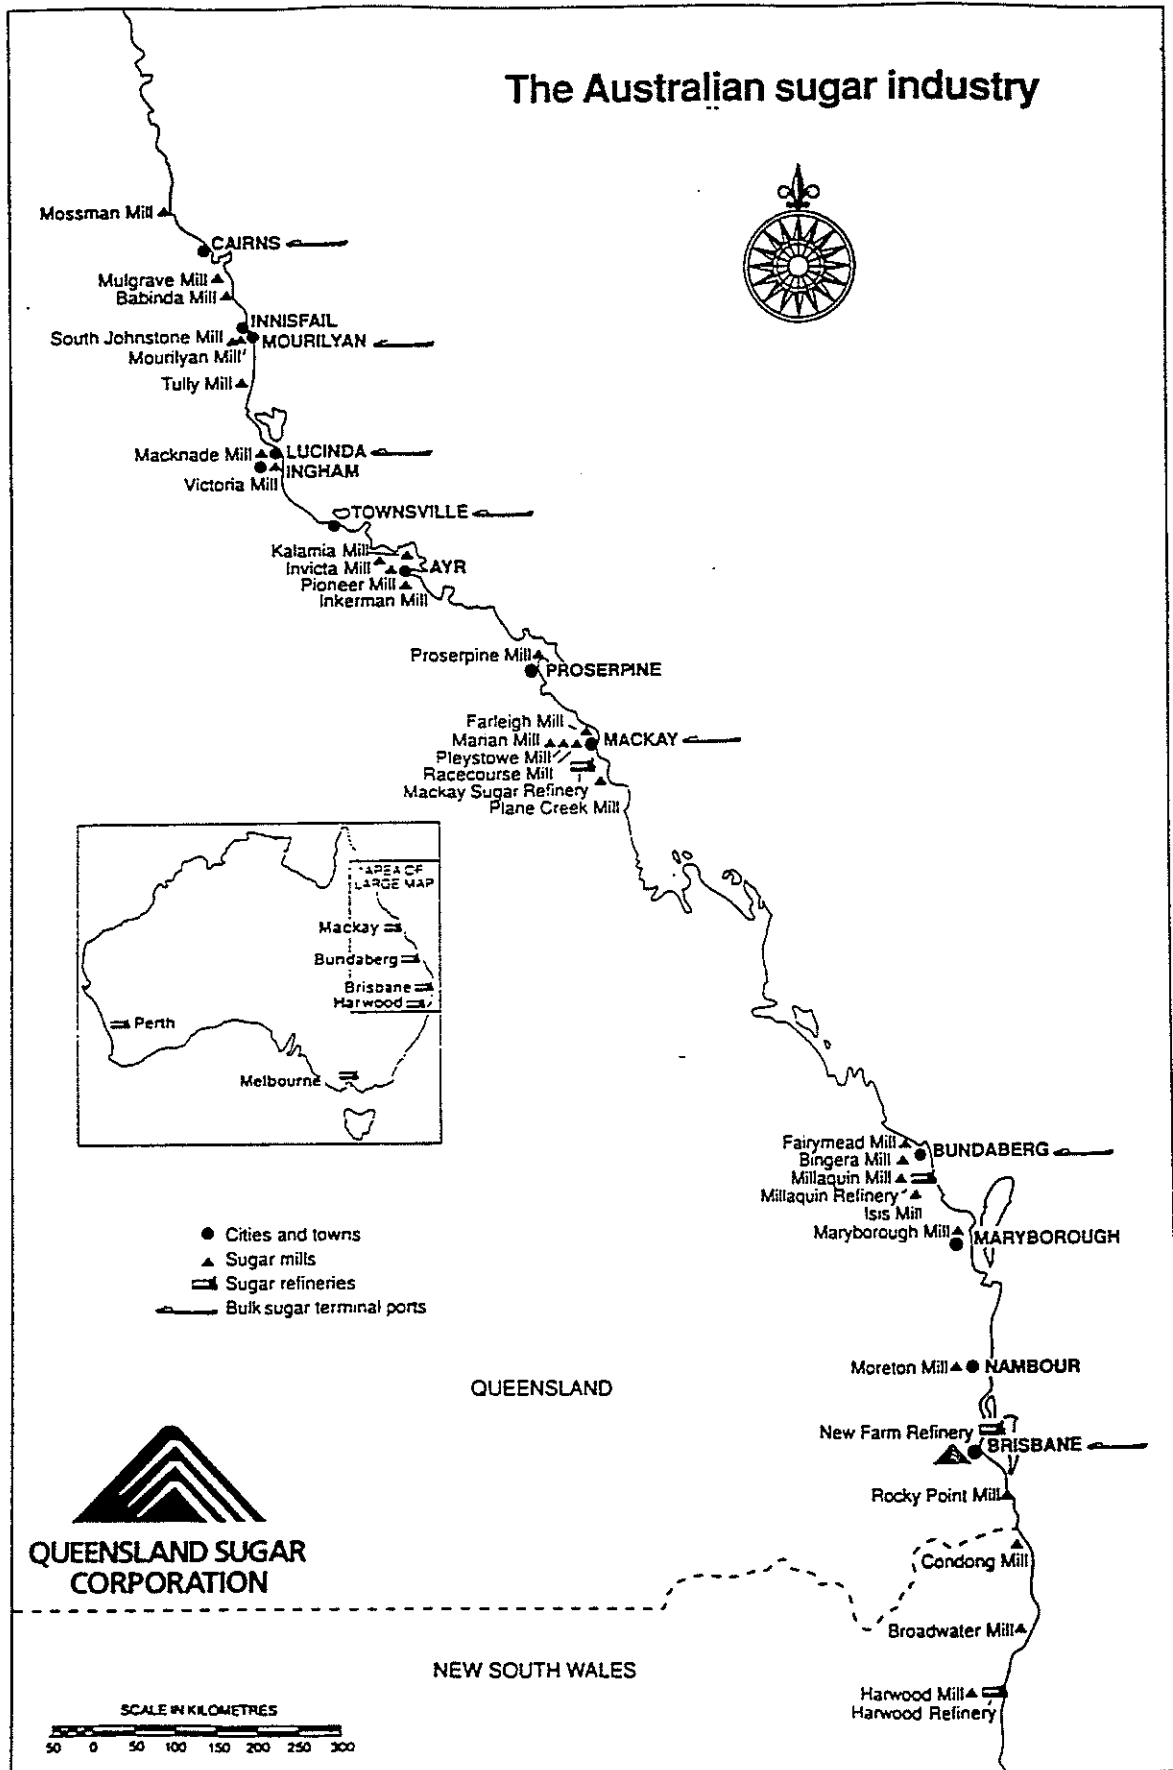 The Australian sugar industry
Mossman Mill
CAIRNS
Mulgrave Mill
Babinda Mill
INNISFAIL
South Johnstone Mill
MOURILYAN
Mourilyan Mill
Tully Mill
Macknade Mill
LUCINDA
INGHAM
Victoria Mill
TOWNSVILLE
Kalamia Mill
Invicta Mill
AYR
Pioneer Mill
Inkerman Mill
Proserpine Mill
PROSERPINE
Farleigh Mill
Marian Mill
MACKAY
Pleystowe Mill
Racecourse Mill
Mackay Sugar Refinery
Plane Creek Mill
AREA OF
LARGE MAP
Mackay
Bundaberg
Brisbane
Harwood
Perth
Melbourne
Fairymead Mill
BUNDABERG
Bingera Mill
Millaquin Mill
Millaquin Refinery
Isis Mill
Maryborough Mill
MARYBOROUGH
Cities and towns
Sugar mills
Sugar refineries
Bulk sugar terminal ports
Moreton Mill
NAMBOUR
QUEENSLAND
New Farm Refinery
BRISBANE
Rocky Point Mill
QUEENSLAND SUGAR
CORPORATION
Condong Mill
Broadwater Mill
NEW SOUTH WALES
Harwood Mill
Harwood Refinery
SCALE IN KILOMETRES
50 0 50 100 150 200 250 300